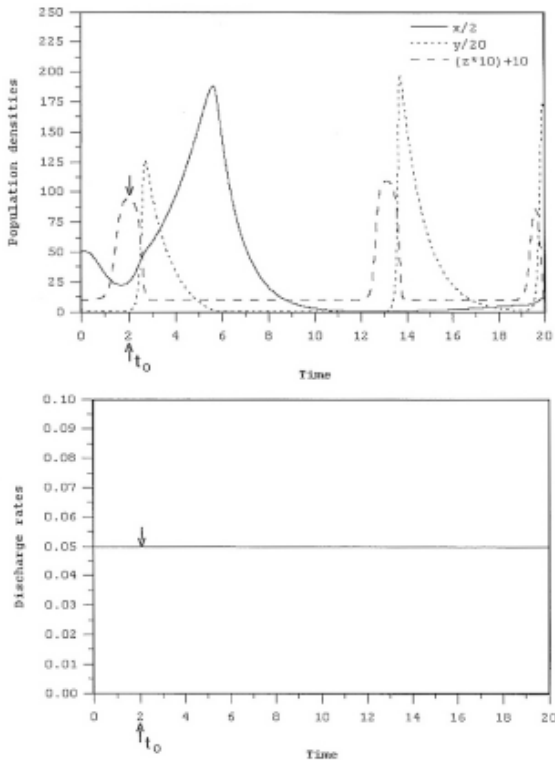 250
225
200
175
150
125
100
75
50
25
0
Population densities
x/2
y/20
(z*10)+10
0 2 4 6 8 10 12 14 16 18 20
t0
Time
0.10
0.09
0.08
0.07
0.06
0.05
0.04
0.03
0.02
0.01
0.00
Discharge rates
0 2 4 6 8 10 12 14 16 18 20
t0
Time